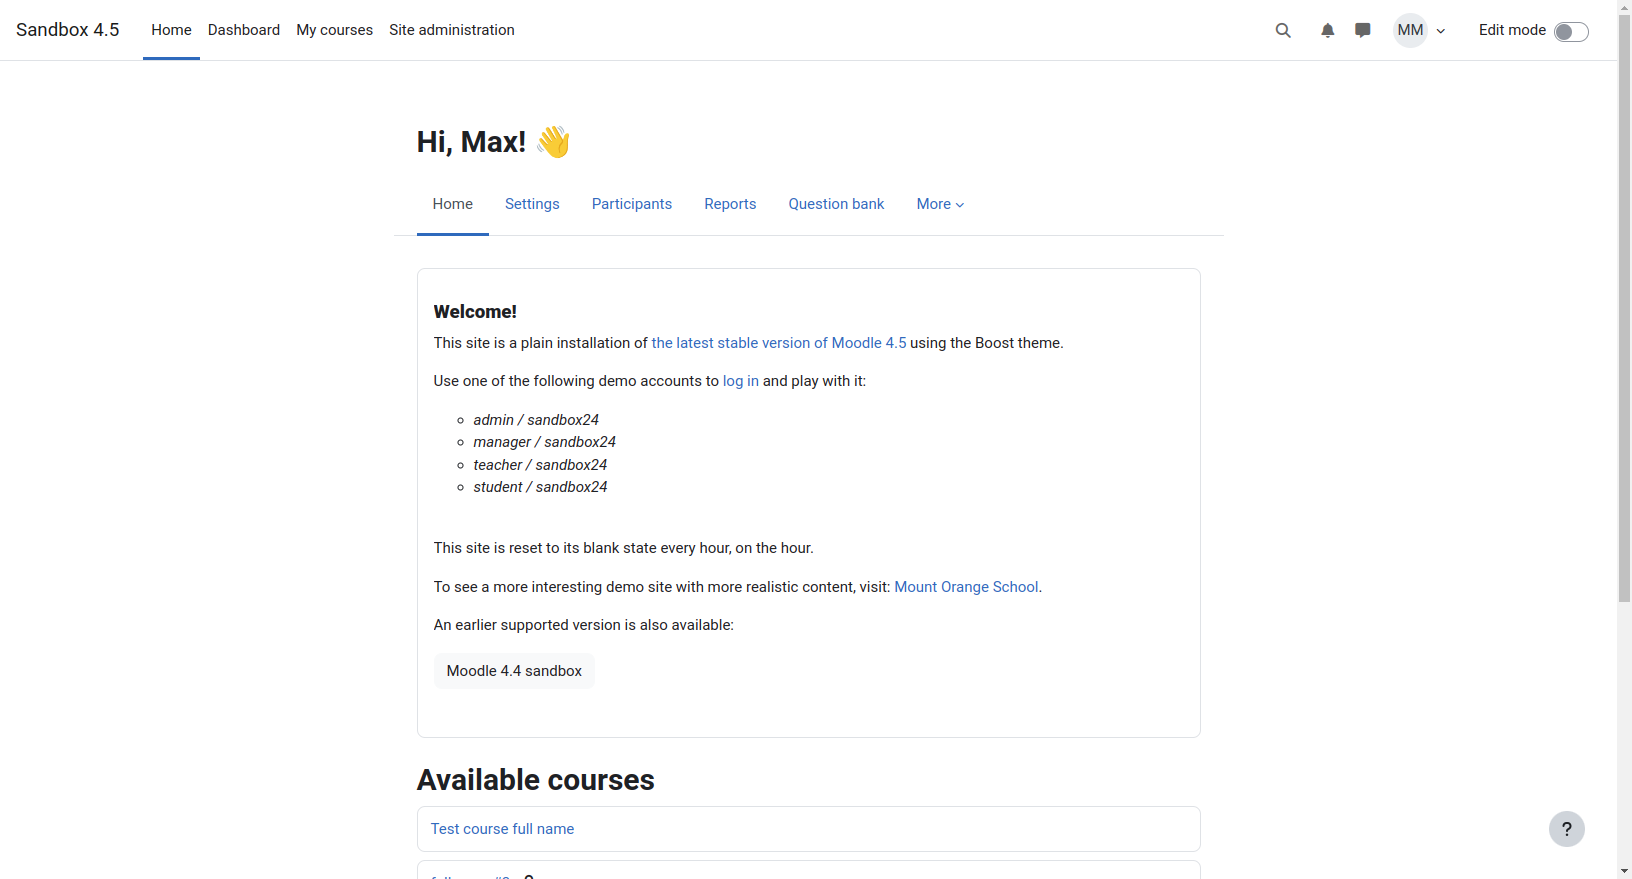 Sandbox 4.5 Home Dashboard My courses Site administration MM Edit mode
Hi, Max! 👋
Home Settings Participants Reports Question bank More
Welcome!
This site is a plain installation of the latest stable version of Moodle 4.5 using the Boost theme.
Use one of the following demo accounts to log in and play with it:
admin / sandbox24
manager / sandbox24
teacher / sandbox24
student / sandbox24
This site is reset to its blank state every hour, on the hour.
To see a more interesting demo site with more realistic content, visit: Mount Orange School.
An earlier supported version is also available:
Moodle 4.4 sandbox
Available courses
Test course full name
?